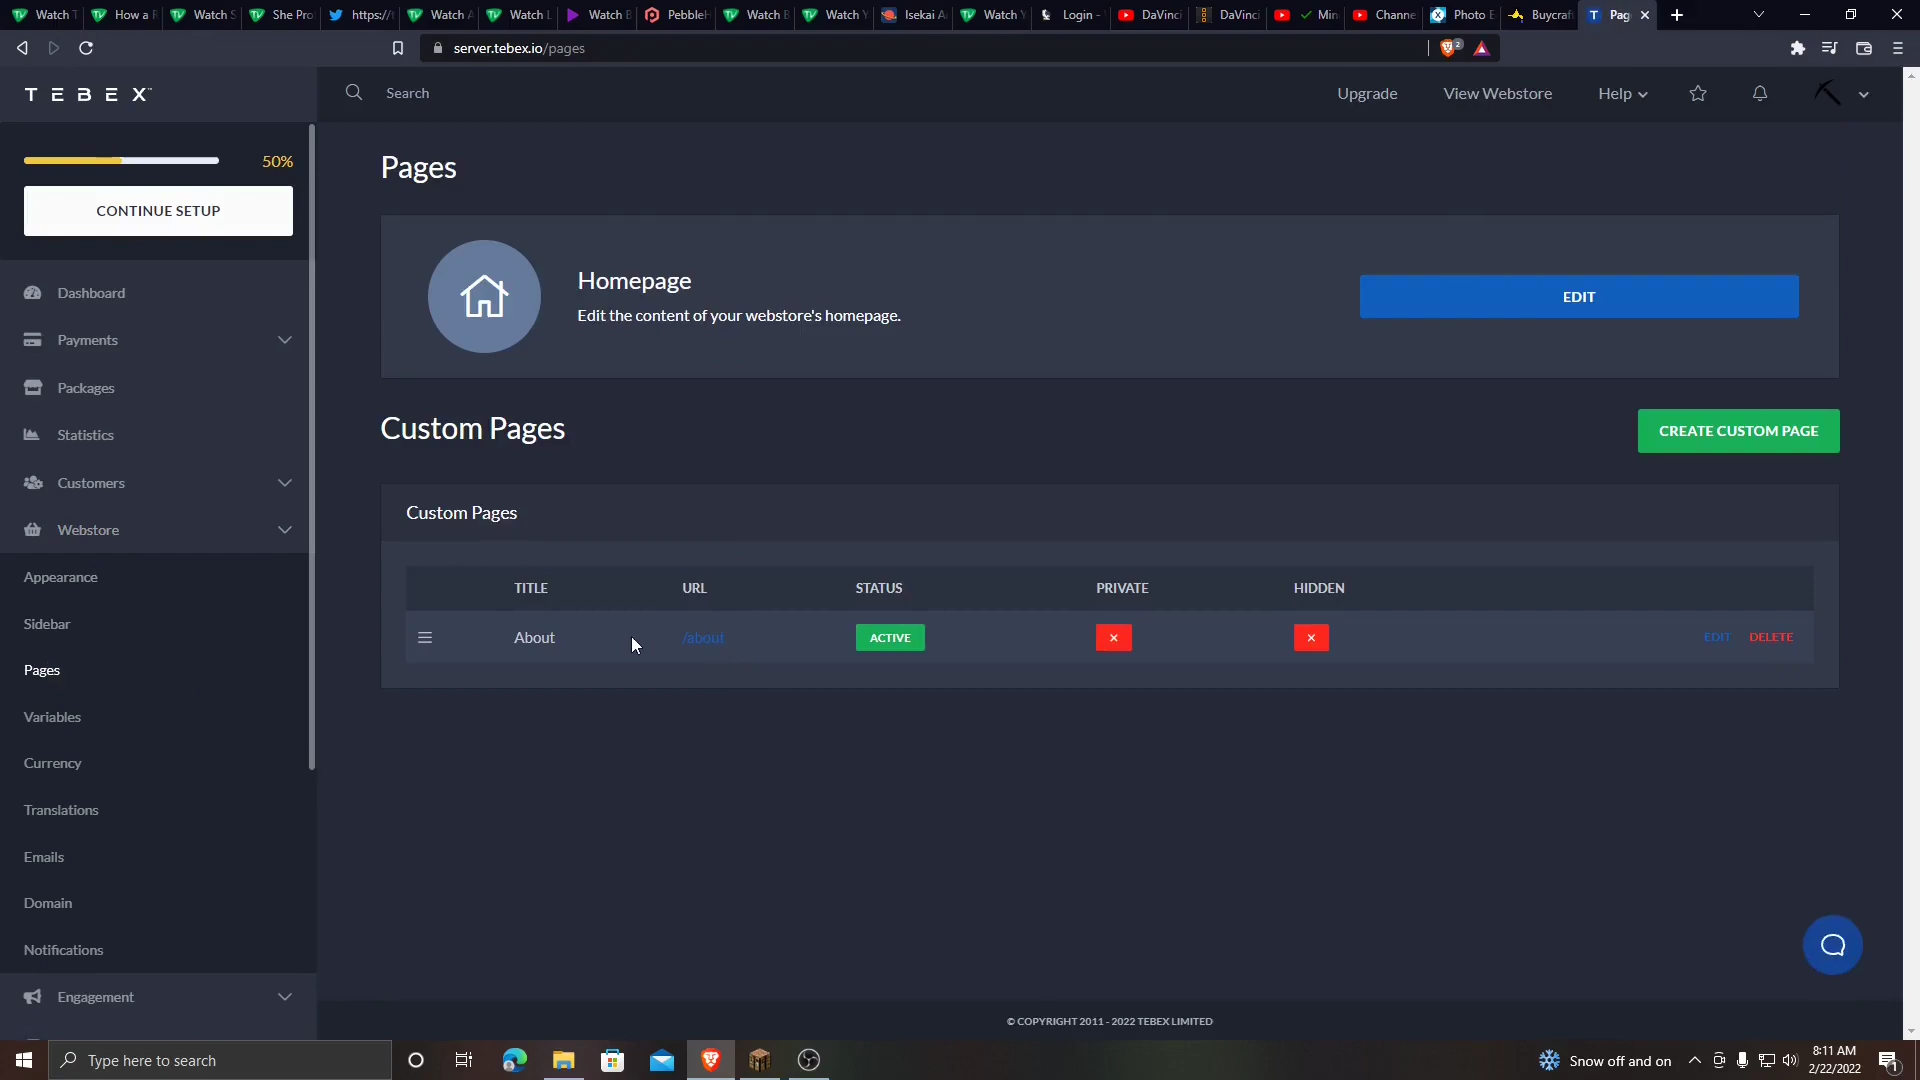 Watch T
How a R
Watch S
She Pro
https://
Watch A
Watch L
Watch B
PebbleH
Watch B
Watch Y
Isekai A
Watch Y
Login -
DaVinci
DaVinci
Min
Channe
Photo E
Buycraf
Pag
server.tebex.io/pages
2
TEBEX
Search
Upgrade
View Webstore
Help
50%
CONTINUE SETUP
Dashboard
Payments
Packages
Statistics
Customers
Webstore
Appearance
Sidebar
Pages
Variables
Currency
Translations
Emails
Domain
Notifications
Engagement
Pages
Homepage
Edit the content of your webstore's homepage.
EDIT
Custom Pages
CREATE CUSTOM PAGE
Custom Pages
TITLE URL STATUS PRIVATE HIDDEN
About /about ACTIVE EDIT DELETE
© COPYRIGHT 2011 - 2022 TEBEX LIMITED
Type here to search
Snow off and on
8:11 AM
2/22/2022
1